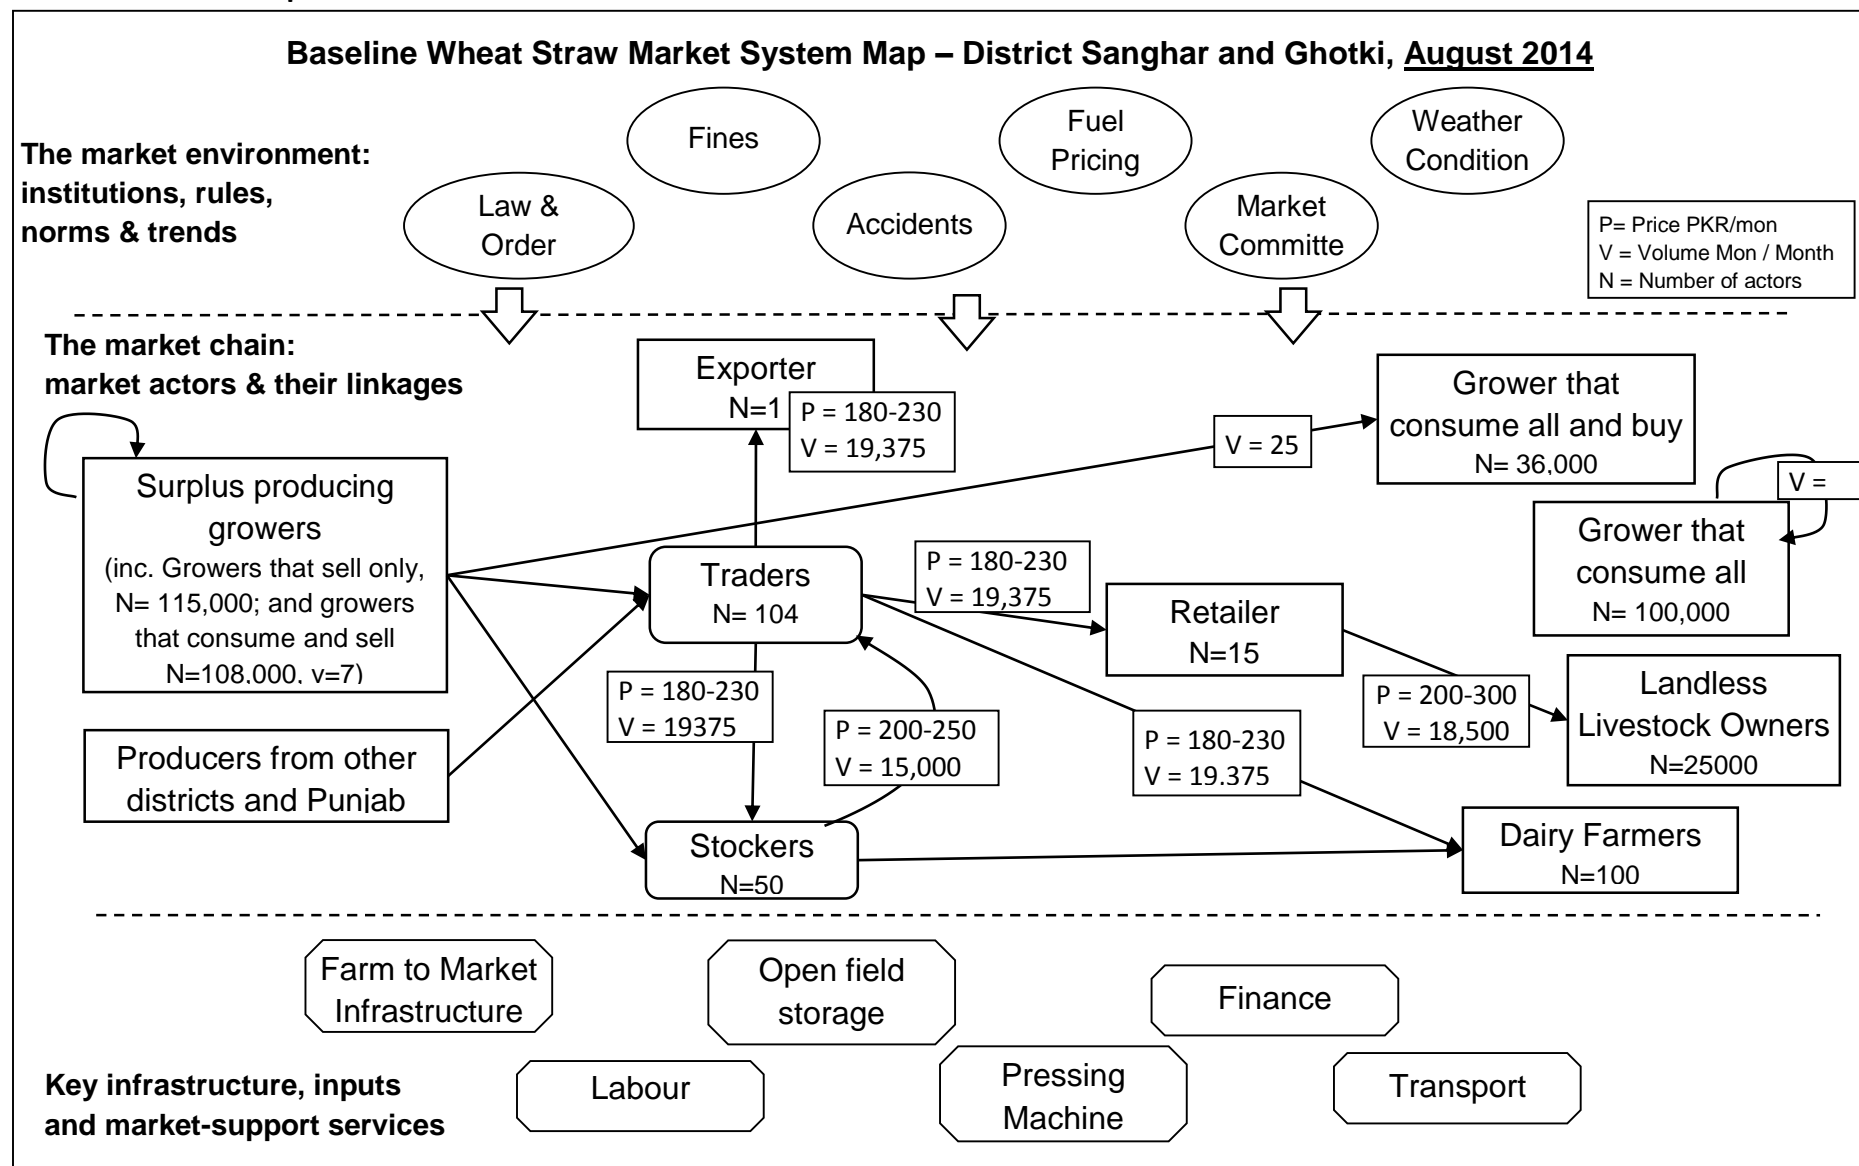 Baseline Wheat Straw Market System Map – District Sanghar and Ghotki, August 2014
The market environment:
institutions, rules,
norms & trends
Fines
Fuel
Pricing
Weather
Condition
Law &
Order
Accidents
Market
Committe
P= Price PKR/mon
V = Volume Mon / Month
N = Number of actors
The market chain:
market actors & their linkages
Exporter
N=1
P = 180-230
V = 19,375
V = 25
Grower that
consume all and buy
N= 36,000
V =
Grower that
consume all
N= 100,000
Surplus producing
growers
(inc. Growers that sell only,
N= 115,000; and growers
that consume and sell
N=108,000, v=7)
Traders
N= 104
P = 180-230
V = 19,375
Retailer
N=15
P = 180-230
V = 19375
P = 200-250
V = 15,000
P = 180-230
V = 19.375
P = 200-300
V = 18,500
Landless
Livestock Owners
N=25000
Producers from other
districts and Punjab
Stockers
N=50
Dairy Farmers
N=100
Farm to Market
Infrastructure
Open field
storage
Finance
Key infrastructure, inputs
and market-support services
Labour
Pressing
Machine
Transport